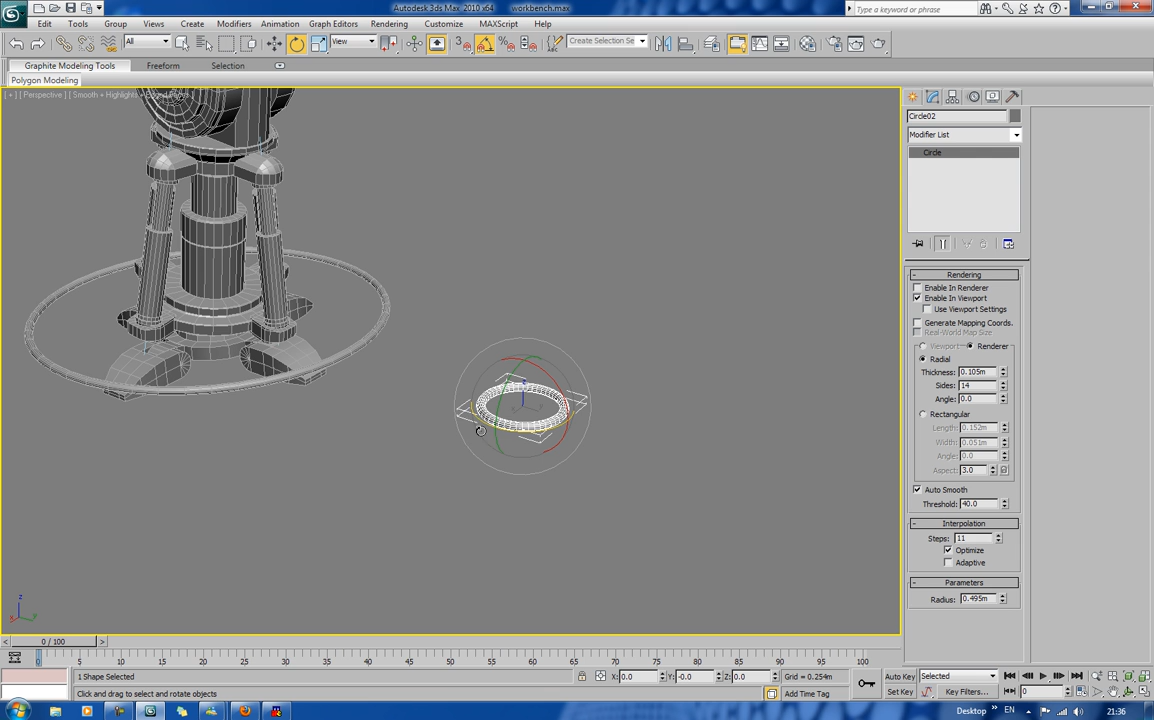 Autodesk 3ds Max 2010 x64 workbench.max
Type a keyword or phrase
Edit Tools Group Views Create Modifiers Animation Graph Editors Rendering Customize MAXScript Help
All View Create Selection Se
Graphite Modeling Tools Freeform Selection
Polygon Modeling
[ + ] [ Perspective ] [ Smooth + Highlights + Edged Faces ]
Circle02
Modifier List
Circle
- Rendering
Enable In Renderer
Enable In Viewport
Use Viewport Settings
Generate Mapping Coords.
Real-World Map Size
Viewport Renderer
Radial
Thickness: 0.105m
Sides: 14
Angle: 0.0
Rectangular
Length: 0.152m
Width: 0.051m
Angle: 0.0
Aspect: 3.0
Auto Smooth
Threshold: 40.0
- Interpolation
Steps: 11
Optimize
Adaptive
- Parameters
Radius: 0.495m
z
x y
< 0 / 100 >
0 5 10 15 20 25 30 35 40 45 50 55 60 65 70 75 80 85 90 95 100
1 Shape Selected X: 0.0 Y: -0.0 Z: 0.0 Grid = 0.254m Auto Key Selected
Click and drag to select and rotate objects Add Time Tag Set Key Key Filters... 0
Desktop » EN 21:36